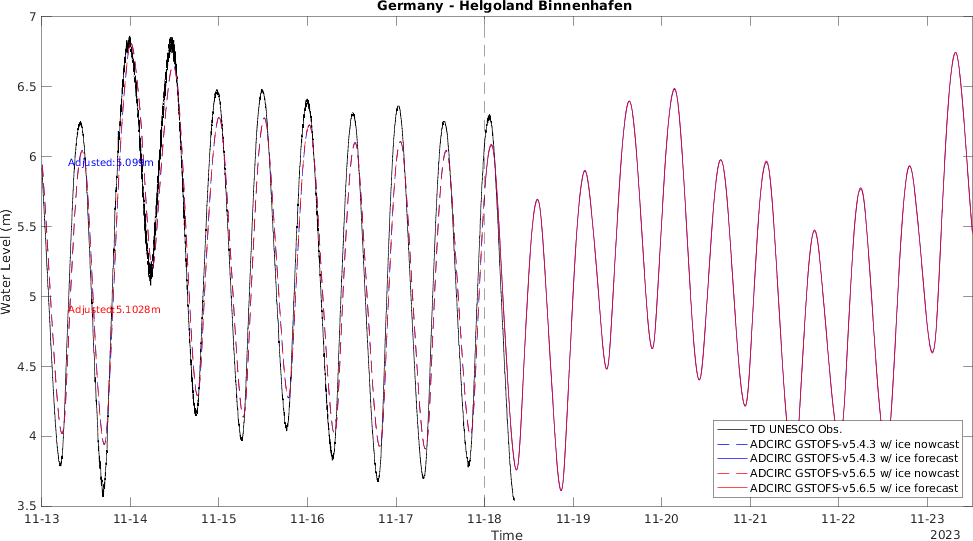 Germany - Helgoland Binnenhafen
7
6.5
6
5.5
5
4.5
4
3.5
Water Level (m)
Adjusted:5.099m
Adjusted:5.1028m
TD UNESCO Obs.
ADCIRC GSTOFS-v5.4.3 w/ ice nowcast
ADCIRC GSTOFS-v5.4.3 w/ ice forecast
ADCIRC GSTOFS-v5.6.5 w/ ice nowcast
ADCIRC GSTOFS-v5.6.5 w/ ice forecast
11-13 11-14 11-15 11-16 11-17 11-18 11-19 11-20 11-21 11-22 11-23
Time
2023